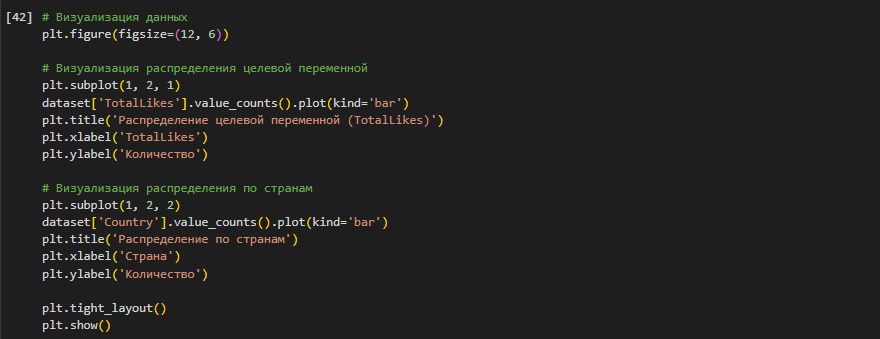 [42] # Визуализация данных
plt.figure(figsize=(12, 6))
# Визуализация распределения целевой переменной
plt.subplot(1, 2, 1)
dataset['TotalLikes'].value_counts().plot(kind='bar')
plt.title('Распределение целевой переменной (TotalLikes)')
plt.xlabel('TotalLikes')
plt.ylabel('Количество')
# Визуализация распределения по странам
plt.subplot(1, 2, 2)
dataset['Country'].value_counts().plot(kind='bar')
plt.title('Распределение по странам')
plt.xlabel('Страна')
plt.ylabel('Количество')
plt.tight_layout()
plt.show()